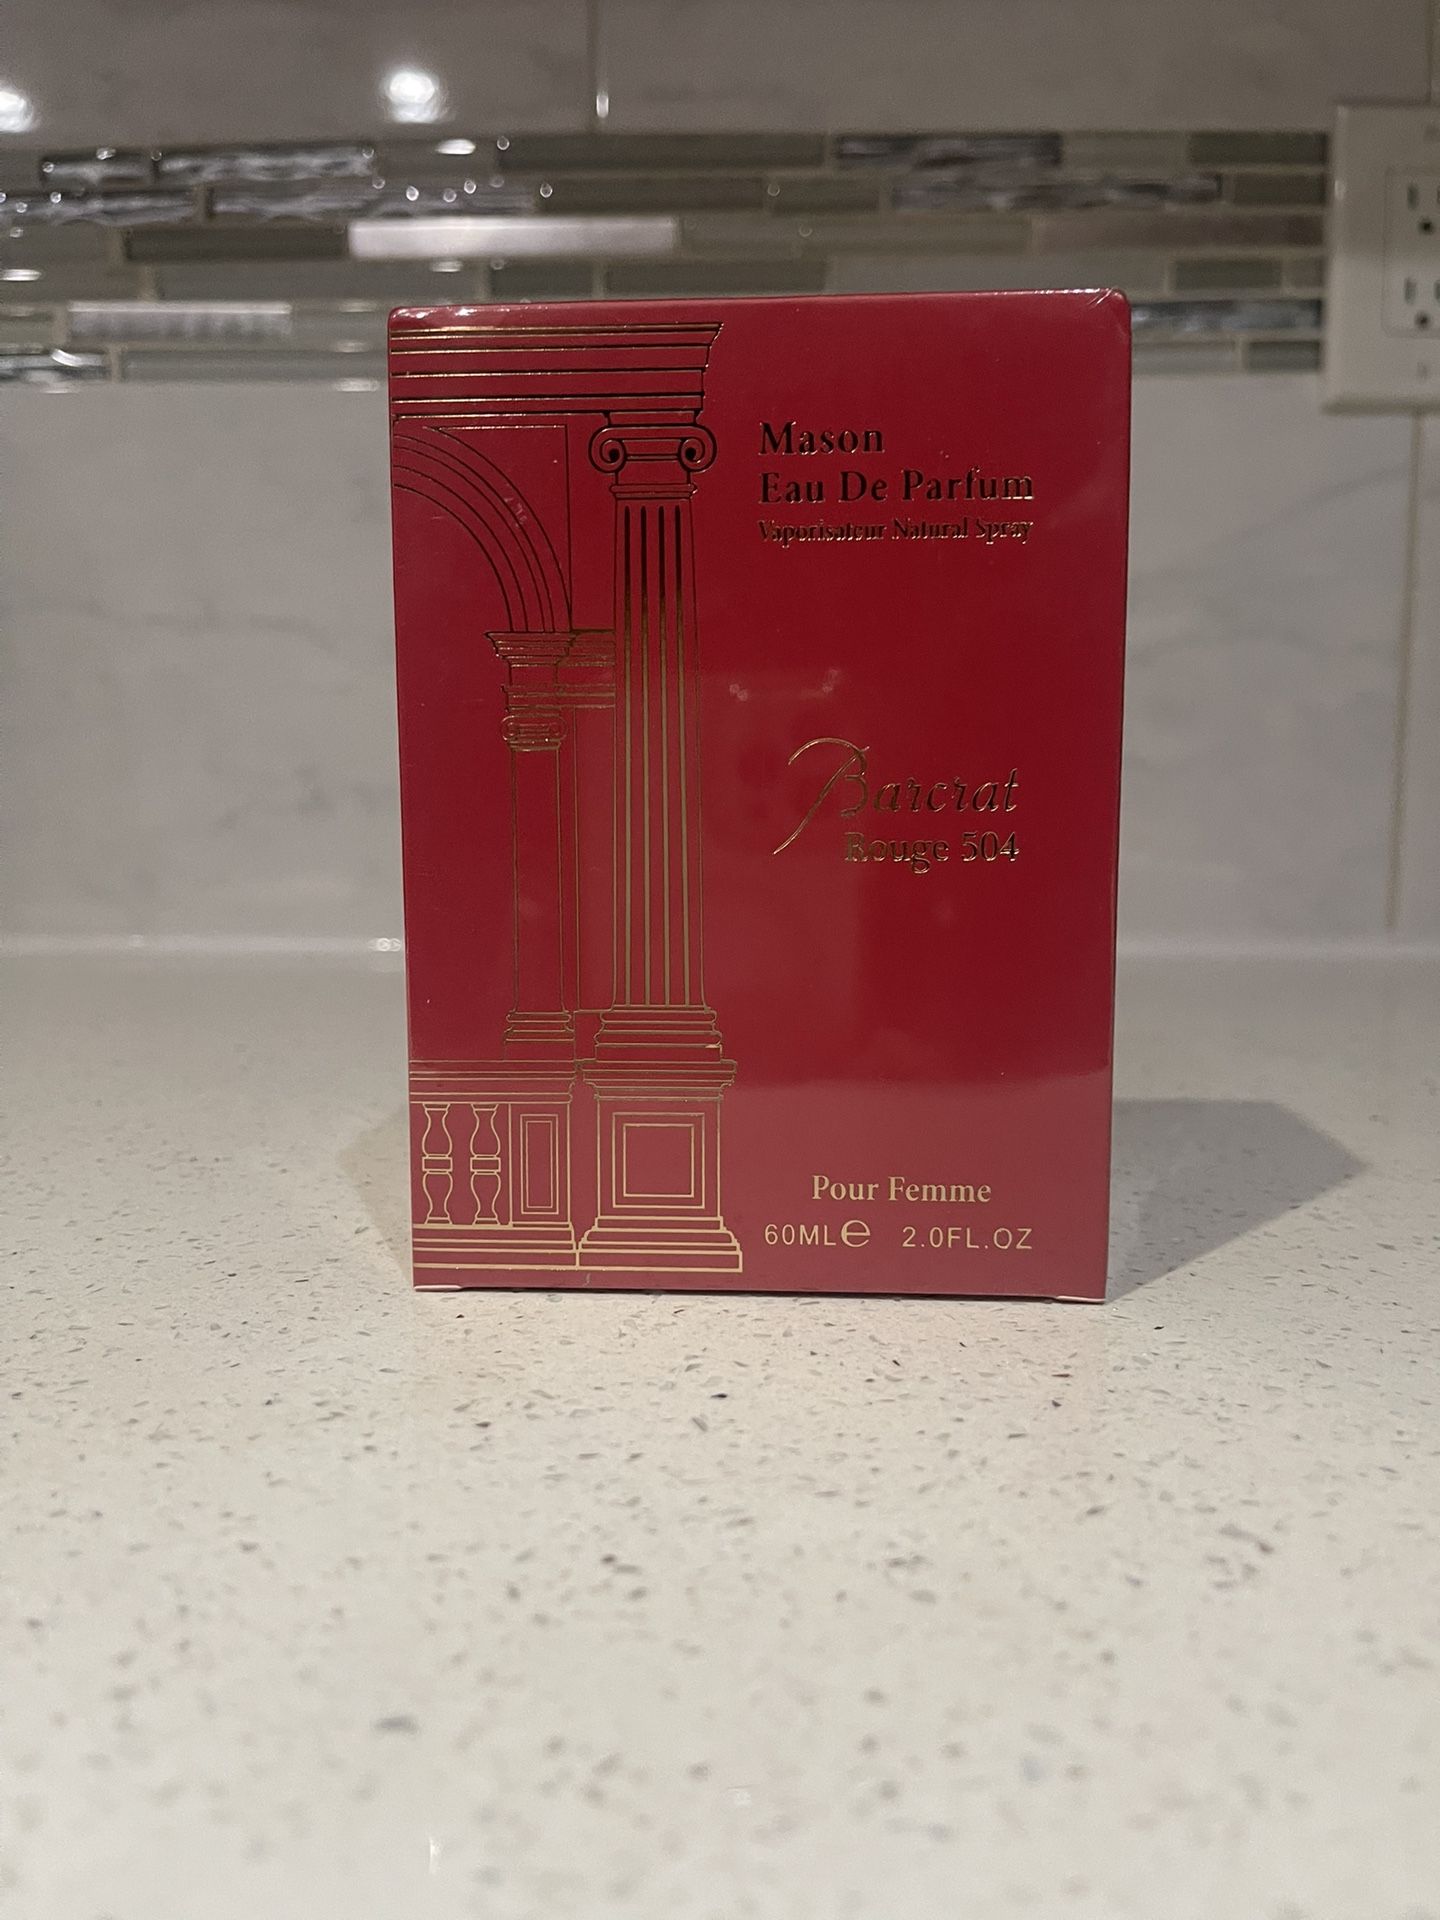 Mason
Eau De Parfum
Vaporisateur Natural Spray
Barcrat
Rouge 504
Pour Femme
60ML℮ 2.0FL.OZ